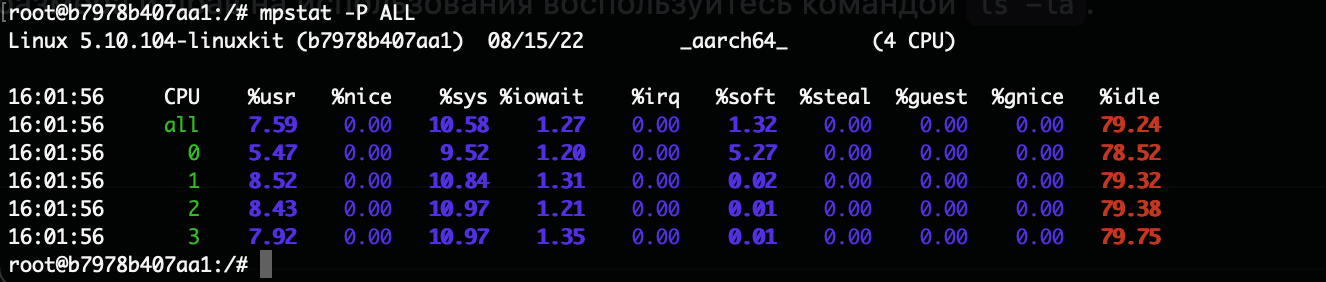 использования воспользуйтесь командой ls -la.
root@b7978b407aa1:/# mpstat -P ALL
Linux 5.10.104-linuxkit (b7978b407aa1) 08/15/22 _aarch64_ (4 CPU)
16:01:56 CPU %usr %nice %sys %iowait %irq %soft %steal %guest %gnice %idle
16:01:56 all 7.59 0.00 10.58 1.27 0.00 1.32 0.00 0.00 0.00 79.24
16:01:56 0 5.47 0.00 9.52 1.20 0.00 5.27 0.00 0.00 0.00 78.52
16:01:56 1 8.52 0.00 10.84 1.31 0.00 0.02 0.00 0.00 0.00 79.32
16:01:56 2 8.43 0.00 10.97 1.21 0.00 0.01 0.00 0.00 0.00 79.38
16:01:56 3 7.92 0.00 10.97 1.35 0.00 0.01 0.00 0.00 0.00 79.75
root@b7978b407aa1:/#